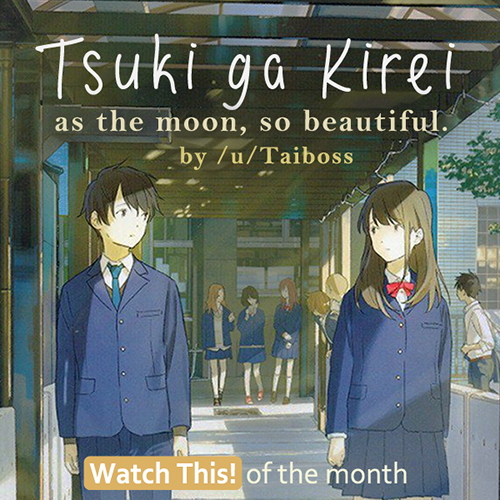 Tsuki ga Kirei
as the moon, so beautiful.
by /u/Taiboss
Watch This! of the month